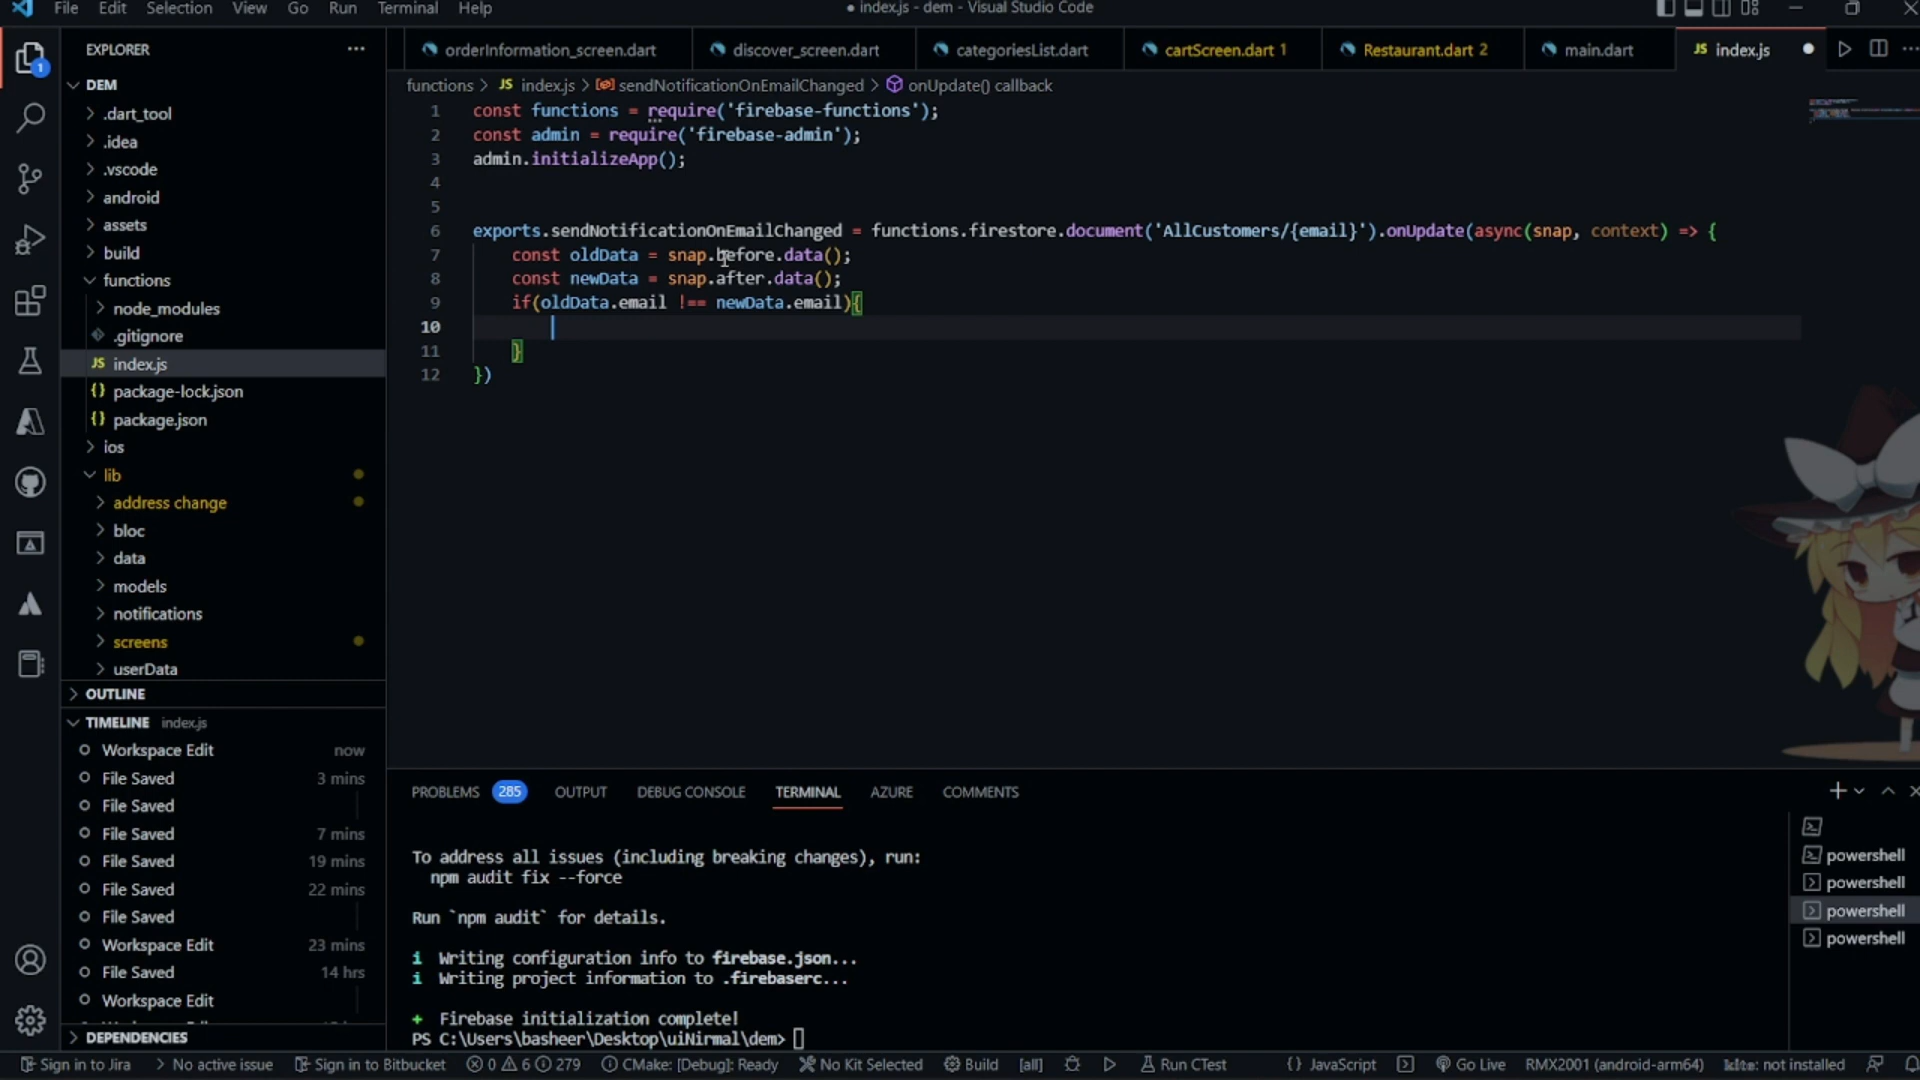 File Edit Selection View Go Run Terminal Help
● index.js - dem - Visual Studio Code
EXPLORER
orderInformation_screen.dart
discover_screen.dart
categoriesList.dart
cartScreen.dart 1
Restaurant.dart 2
main.dart
JS index.js
functions > JS index.js > sendNotificationOnEmailChanged > onUpdate() callback
1
DEM
.dart_tool
.idea
.vscode
android
assets
build
functions
node_modules
.gitignore
JS index.js
{} package-lock.json
{} package.json
ios
lib
address change
bloc
data
models
notifications
screens
userData
OUTLINE
TIMELINE index.js
Workspace Edit now
File Saved 3 mins
File Saved
File Saved 7 mins
File Saved 19 mins
File Saved 22 mins
File Saved
Workspace Edit 23 mins
File Saved 14 hrs
Workspace Edit
DEPENDENCIES
1 const functions = require('firebase-functions');
2 const admin = require('firebase-admin');
3 admin.initializeApp();
4
5
6 exports.sendNotificationOnEmailChanged = functions.firestore.document('AllCustomers/{email}').onUpdate(async(snap, context) => {
7 const oldData = snap.before.data();
8 const newData = snap.after.data();
9 if(oldData.email !== newData.email){
10
11 }
12 })
PROBLEMS 285 OUTPUT DEBUG CONSOLE TERMINAL AZURE COMMENTS
To address all issues (including breaking changes), run:
npm audit fix --force
Run `npm audit` for details.
i Writing configuration info to firebase.json...
i Writing project information to .firebaserc...
+ Firebase initialization complete!
PS C:\Users\basheer\Desktop\uiNirmal\dem>
powershell
powershell
powershell
powershell
Sign in to Jira No active issue Sign in to Bitbucket 0 6 279 CMake: [Debug]: Ready No Kit Selected Build [all] Run CTest {} JavaScript Go Live RMX2001 (android-arm64) not installed